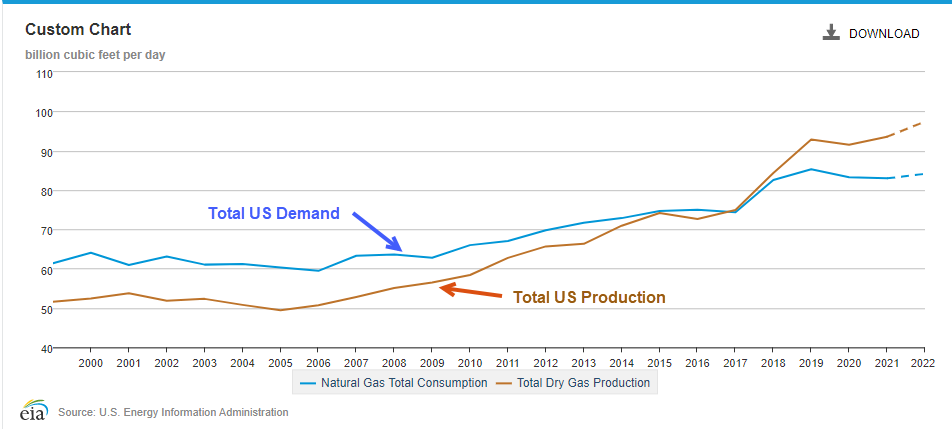 Custom Chart
DOWNLOAD
billion cubic feet per day
110
100
90
80
70
60
50
40
Total US Demand
Total US Production
2000 2001 2002 2003 2004 2005 2006 2007 2008 2009 2010 2011 2012 2013 2014 2015 2016 2017 2018 2019 2020 2021 2022
Natural Gas Total Consumption Total Dry Gas Production
eia Source: U.S. Energy Information Administration